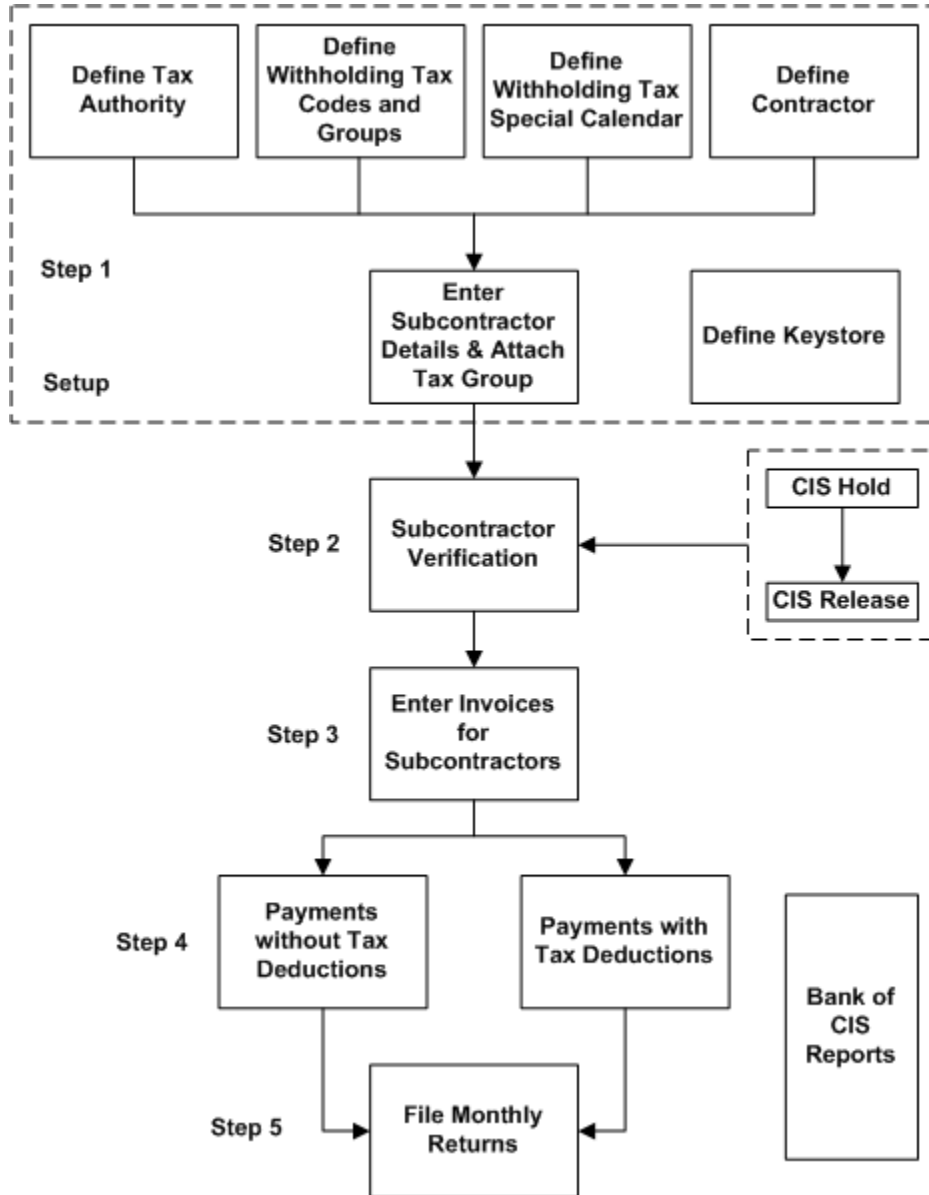 Define Tax
Authority
Define
Withholding Tax
Codes and
Groups
Define
Withholding Tax
Special Calendar
Define
Contractor
Step 1
Enter
Subcontractor
Details & Attach
Tax Group
Define Keystore
Setup
CIS Hold
Step 2
Subcontractor
Verification
CIS Release
Step 3
Enter Invoices
for
Subcontractors
Step 4
Payments
without Tax
Deductions
Payments with
Tax Deductions
Bank of
CIS
Reports
Step 5
File Monthly
Returns